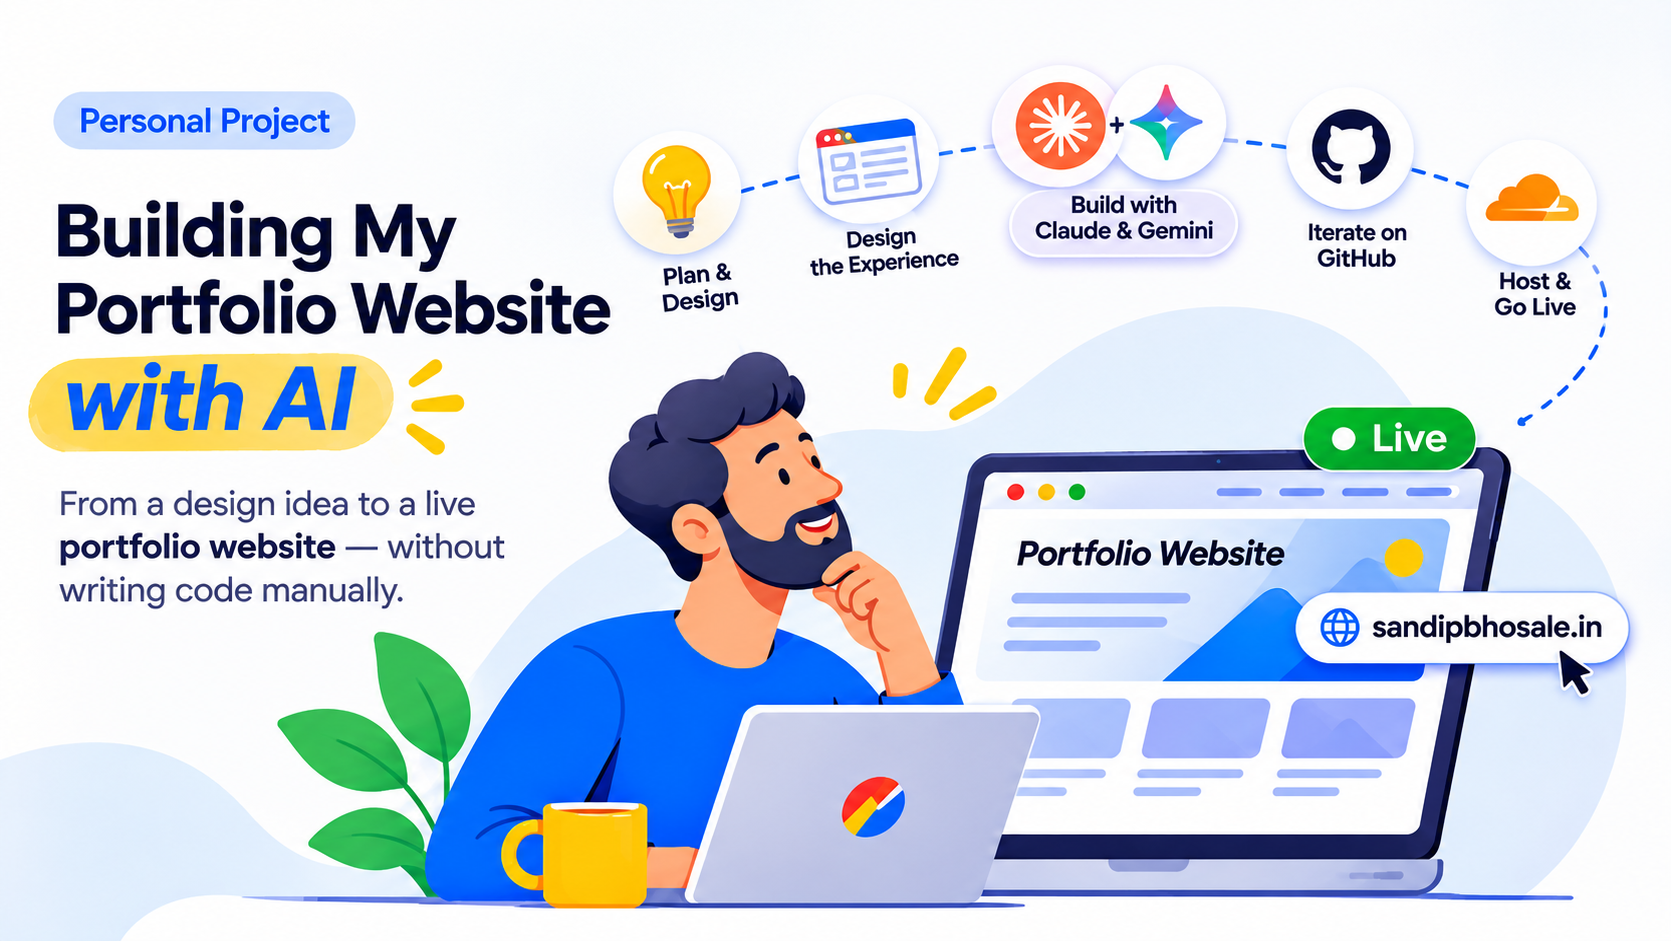 Personal Project
Building My
Portfolio Website
with AI
From a design idea to a live
portfolio website — without
writing code manually.
Plan &
Design
Design
the Experience
+
Build with
Claude & Gemini
Iterate on
GitHub
Host &
Go Live
Live
Portfolio Website
sandipbhosale.in